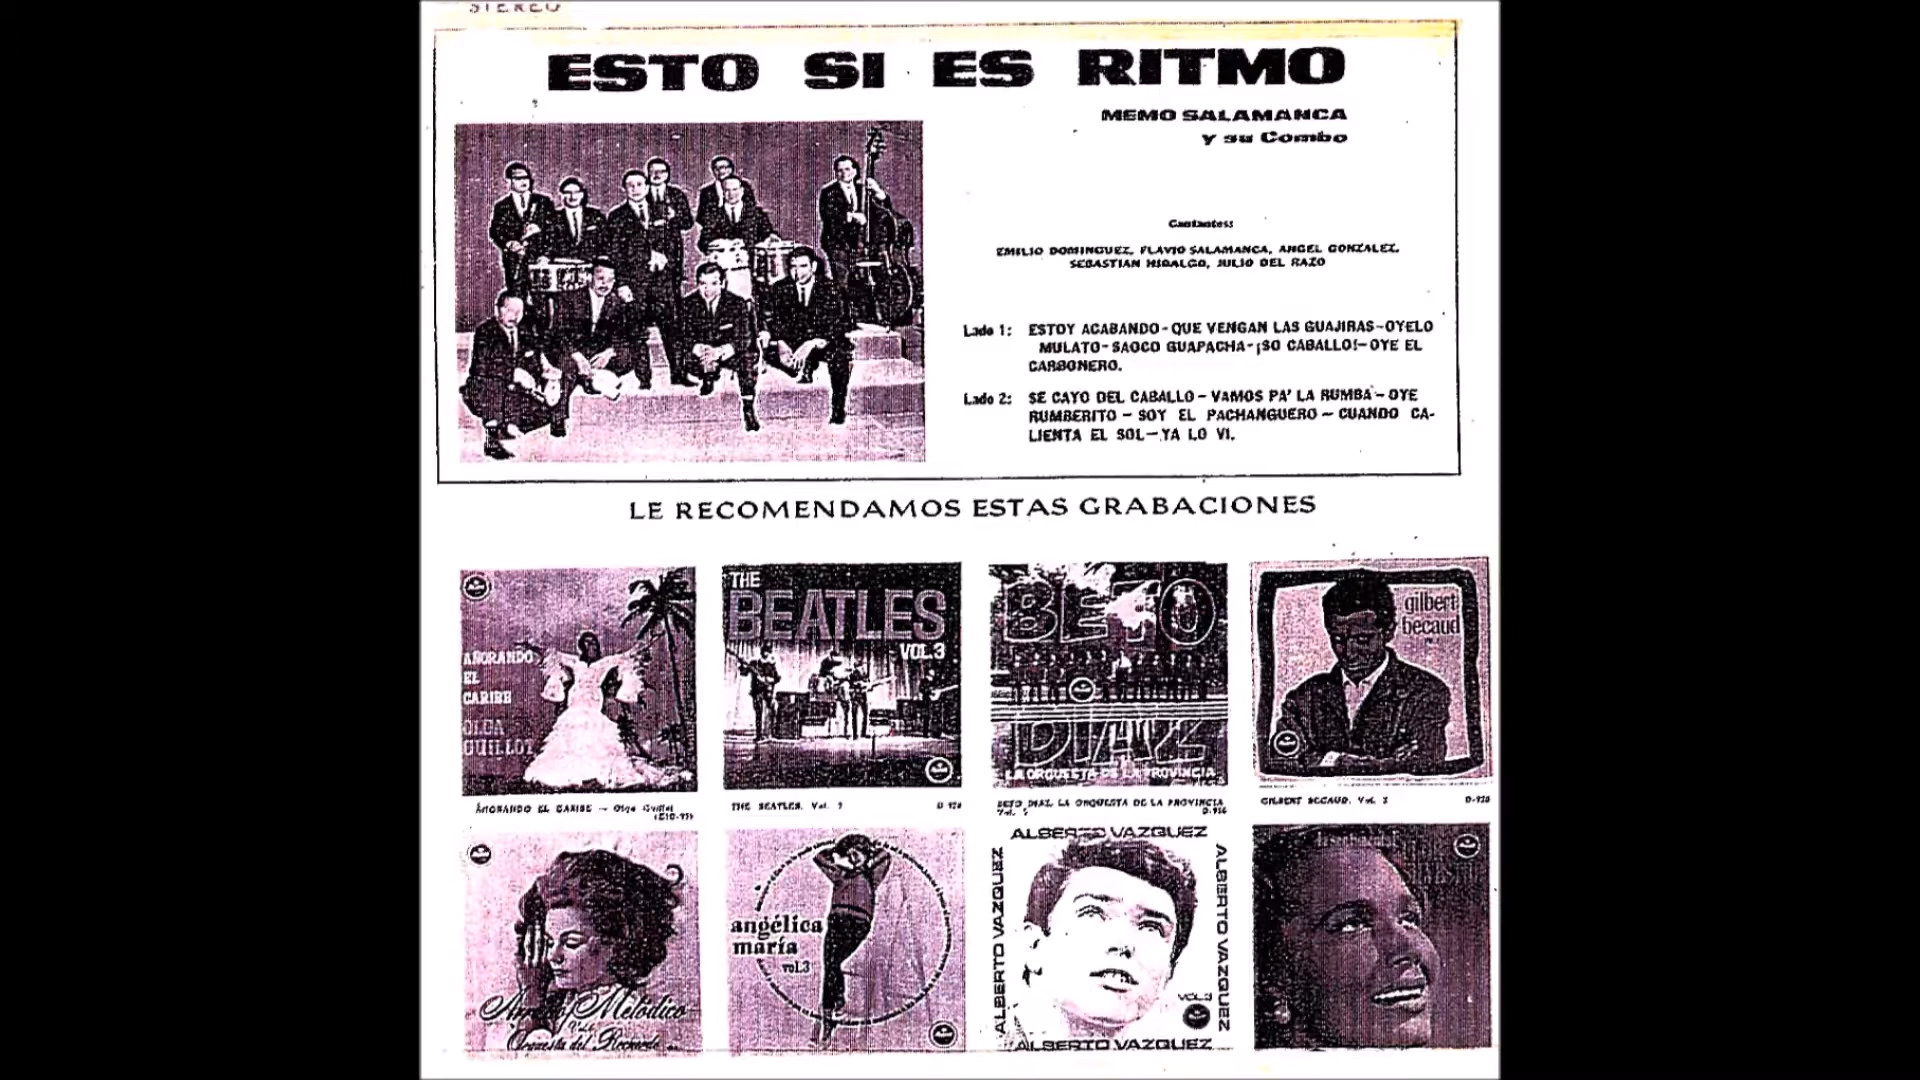 STEREO
ESTO SI ES RITMO
MEMO SALAMANCA
y su Combo
Cantantes:
EMILIO DOMINGUEZ, FLAVIO SALAMANCA, ANGEL GONZALEZ,
SEBASTIAN HIDALGO, JULIO DEL RAZO
Lado 1: ESTOY ACABANDO-QUE VENGAN LAS GUAJIRAS-OYELO
MULATO-SAOCO GUAPACHA-¡SO CABALLO!-OYE EL
CARBONERO.
Lado 2: SE CAYO DEL CABALLO-VAMOS PA' LA RUMBA-OYE
RUMBERITO-SOY EL PACHANGUERO-CUANDO CA-
LIENTA EL SOL-YA LO VI.
LE RECOMENDAMOS ESTAS GRABACIONES
AÑORANDO
EL
CARIBE
OLGA
GUILLOT
THE
BEATLES
VOL.3
BETO
DIAZ
LA ORQUESTA DE LA PROVINCIA
gilbert
becaud
AÑORANDO EL CARIBE - Olga Guillot
THE BEATLES. Vol.
BETO DIAZ. LA ORQUESTA DE LA PROVINCIA
GILBERT BECAUD. Vol.
Melódico
Orquesta del Recuerdo
angélica
maría
vol.3
ALBERTO VAZQUEZ
ALBERTO VAZQUEZ
ALBERTO VAZQUEZ
VOL.3
ALBERTO VAZQUEZ